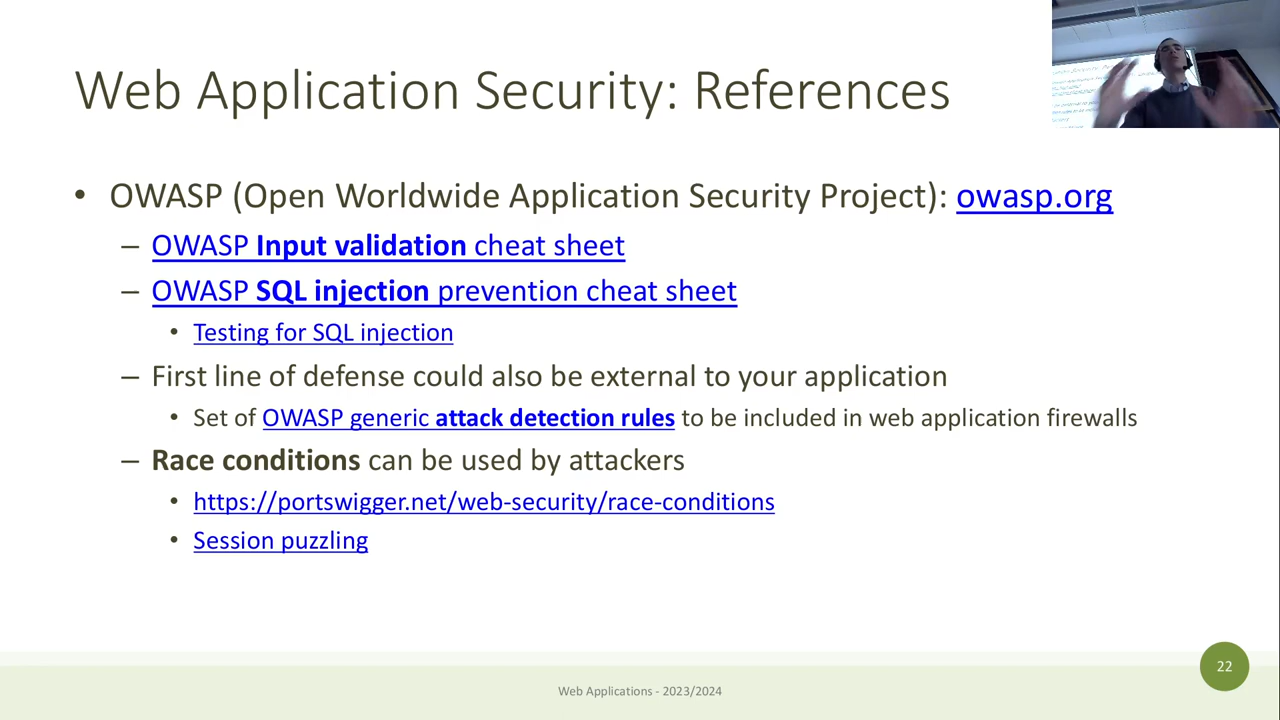 Web Application Security: References
• OWASP (Open Worldwide Application Security Project): owasp.org
– OWASP Input validation cheat sheet
– OWASP SQL injection prevention cheat sheet
• Testing for SQL injection
– First line of defense could also be external to your application
• Set of OWASP generic attack detection rules to be included in web application firewalls
– Race conditions can be used by attackers
• https://portswigger.net/web-security/race-conditions
• Session puzzling
22
Web Applications - 2023/2024